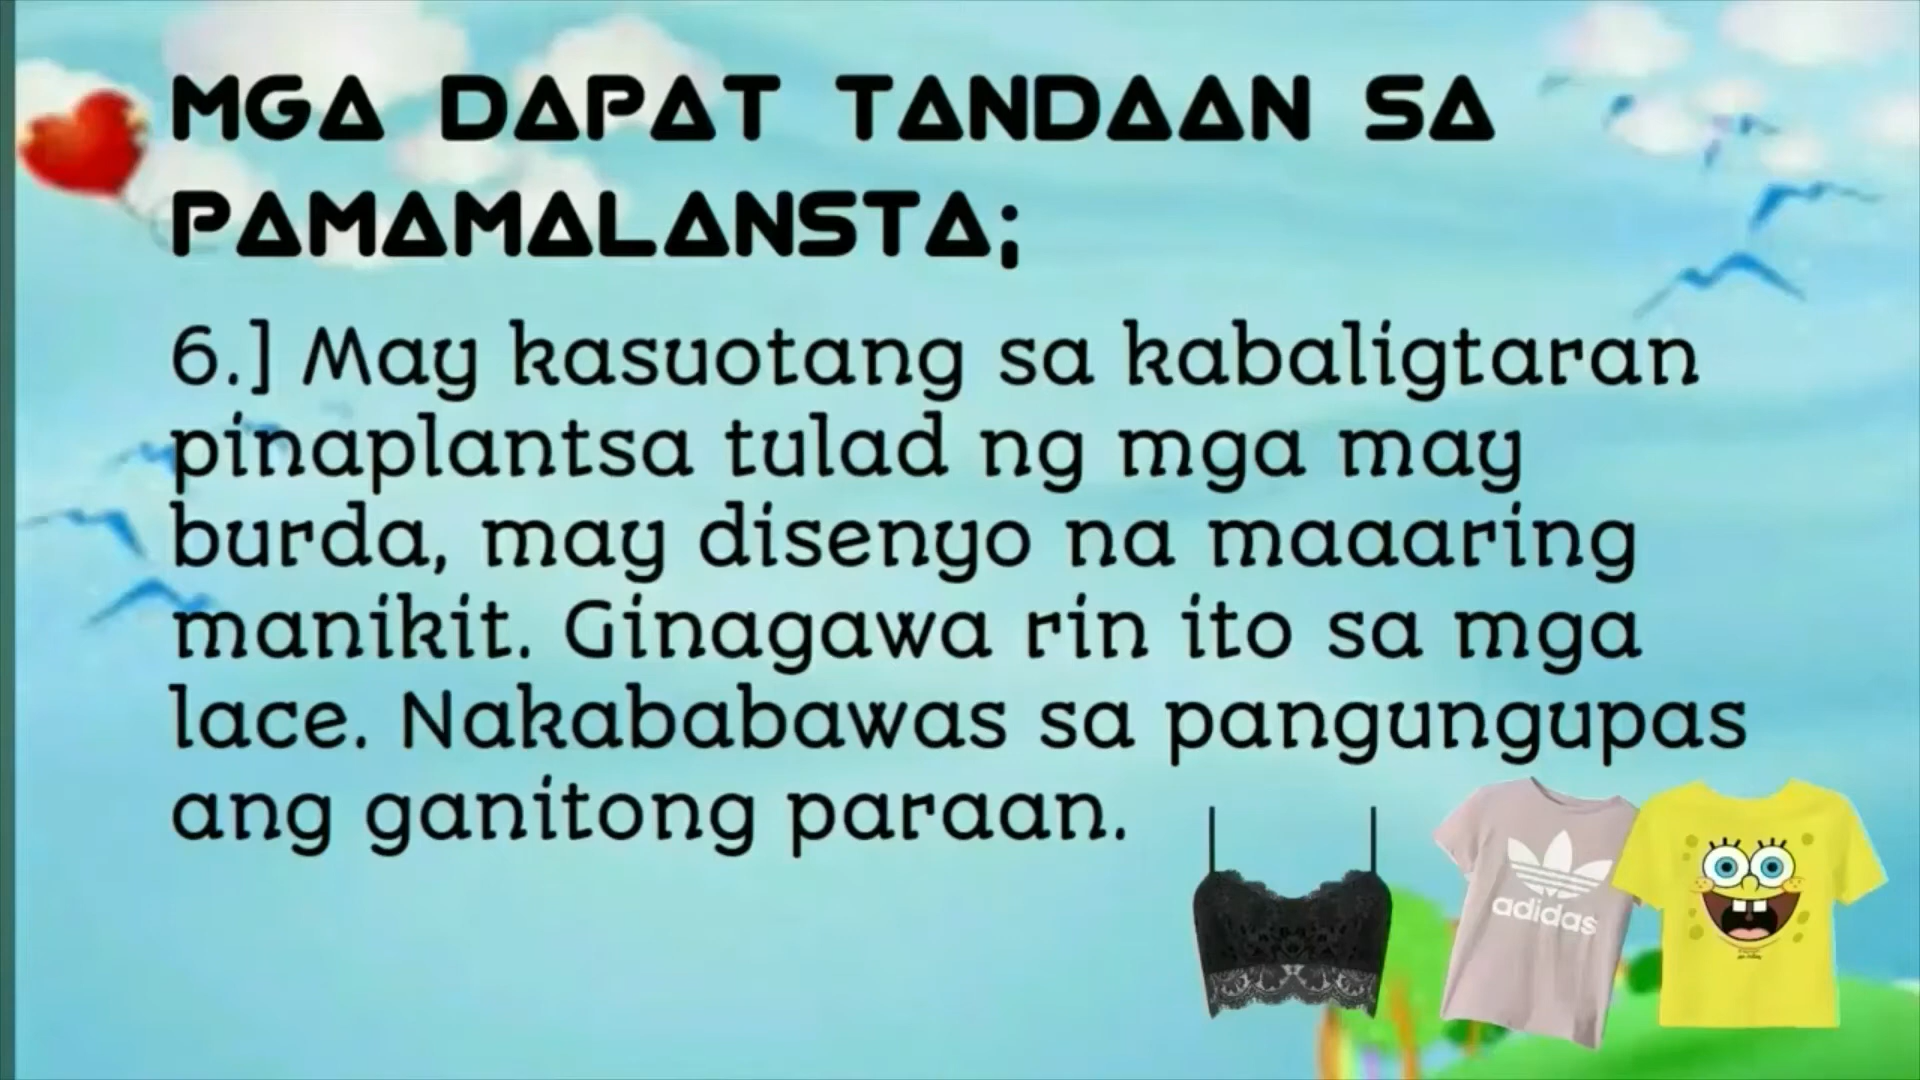 MGA DAPAT TANDAAN SA
PAMAMALANSTA;
6.] May kasuotang sa kabaligtaran
pinaplantsa tulad ng mga may
burda, may disenyo na maaaring
manikit. Ginagawa rin ito sa mga
lace. Nakababawas sa pangungupas
ang ganitong paraan.
adidas